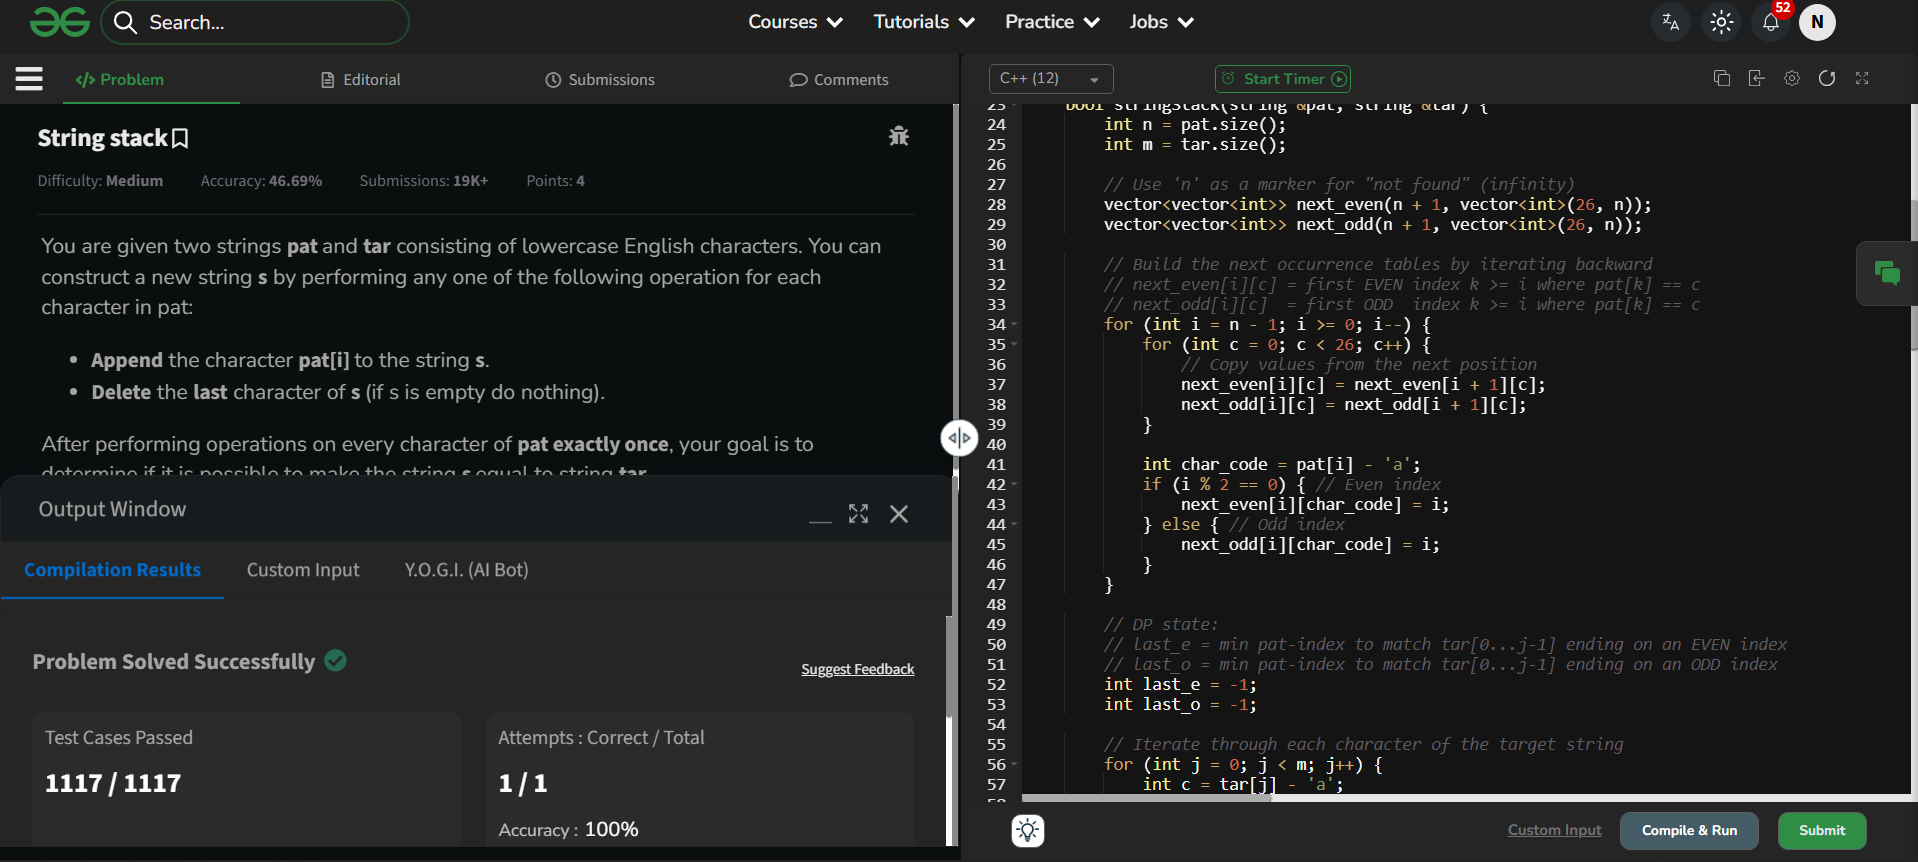 Search...
Courses
Tutorials
Practice
Jobs
52
N
</> Problem
Editorial
Submissions
Comments
C++ (12)
Start Timer
String stack
Difficulty: Medium Accuracy: 46.69% Submissions: 19K+ Points: 4
You are given two strings pat and tar consisting of lowercase English characters. You can
construct a new string s by performing any one of the following operation for each
character in pat:
• Append the character pat[i] to the string s.
• Delete the last character of s (if s is empty do nothing).
After performing operations on every character of pat exactly once, your goal is to
determine if it is possible to make the string s equal to string tar.
Output Window
Compilation Results
Custom Input
Y.O.G.I. (AI Bot)
Problem Solved Successfully
Suggest Feedback
Test Cases Passed
1117 / 1117
Attempts : Correct / Total
1 / 1
Accuracy : 100%
23 bool stringStack(string &pat, string &tar) {
24 int n = pat.size();
25 int m = tar.size();
26
27 // Use 'n' as a marker for "not found" (infinity)
28 vector<vector<int>> next_even(n + 1, vector<int>(26, n));
29 vector<vector<int>> next_odd(n + 1, vector<int>(26, n));
30
31 // Build the next occurrence tables by iterating backward
32 // next_even[i][c] = first EVEN index k >= i where pat[k] == c
33 // next_odd[i][c]  = first ODD  index k >= i where pat[k] == c
34 for (int i = n - 1; i >= 0; i--) {
35 for (int c = 0; c < 26; c++) {
36 // Copy values from the next position
37 next_even[i][c] = next_even[i + 1][c];
38 next_odd[i][c] = next_odd[i + 1][c];
39 }
40
41 int char_code = pat[i] - 'a';
42 if (i % 2 == 0) { // Even index
43 next_even[i][char_code] = i;
44 } else { // Odd index
45 next_odd[i][char_code] = i;
46 }
47 }
48
49 // DP state:
50 // last_e = min pat-index to match tar[0...j-1] ending on an EVEN index
51 // last_o = min pat-index to match tar[0...j-1] ending on an ODD index
52 int last_e = -1;
53 int last_o = -1;
54
55 // Iterate through each character of the target string
56 for (int j = 0; j < m; j++) {
57 int c = tar[j] - 'a';
58
Custom Input
Compile & Run
Submit